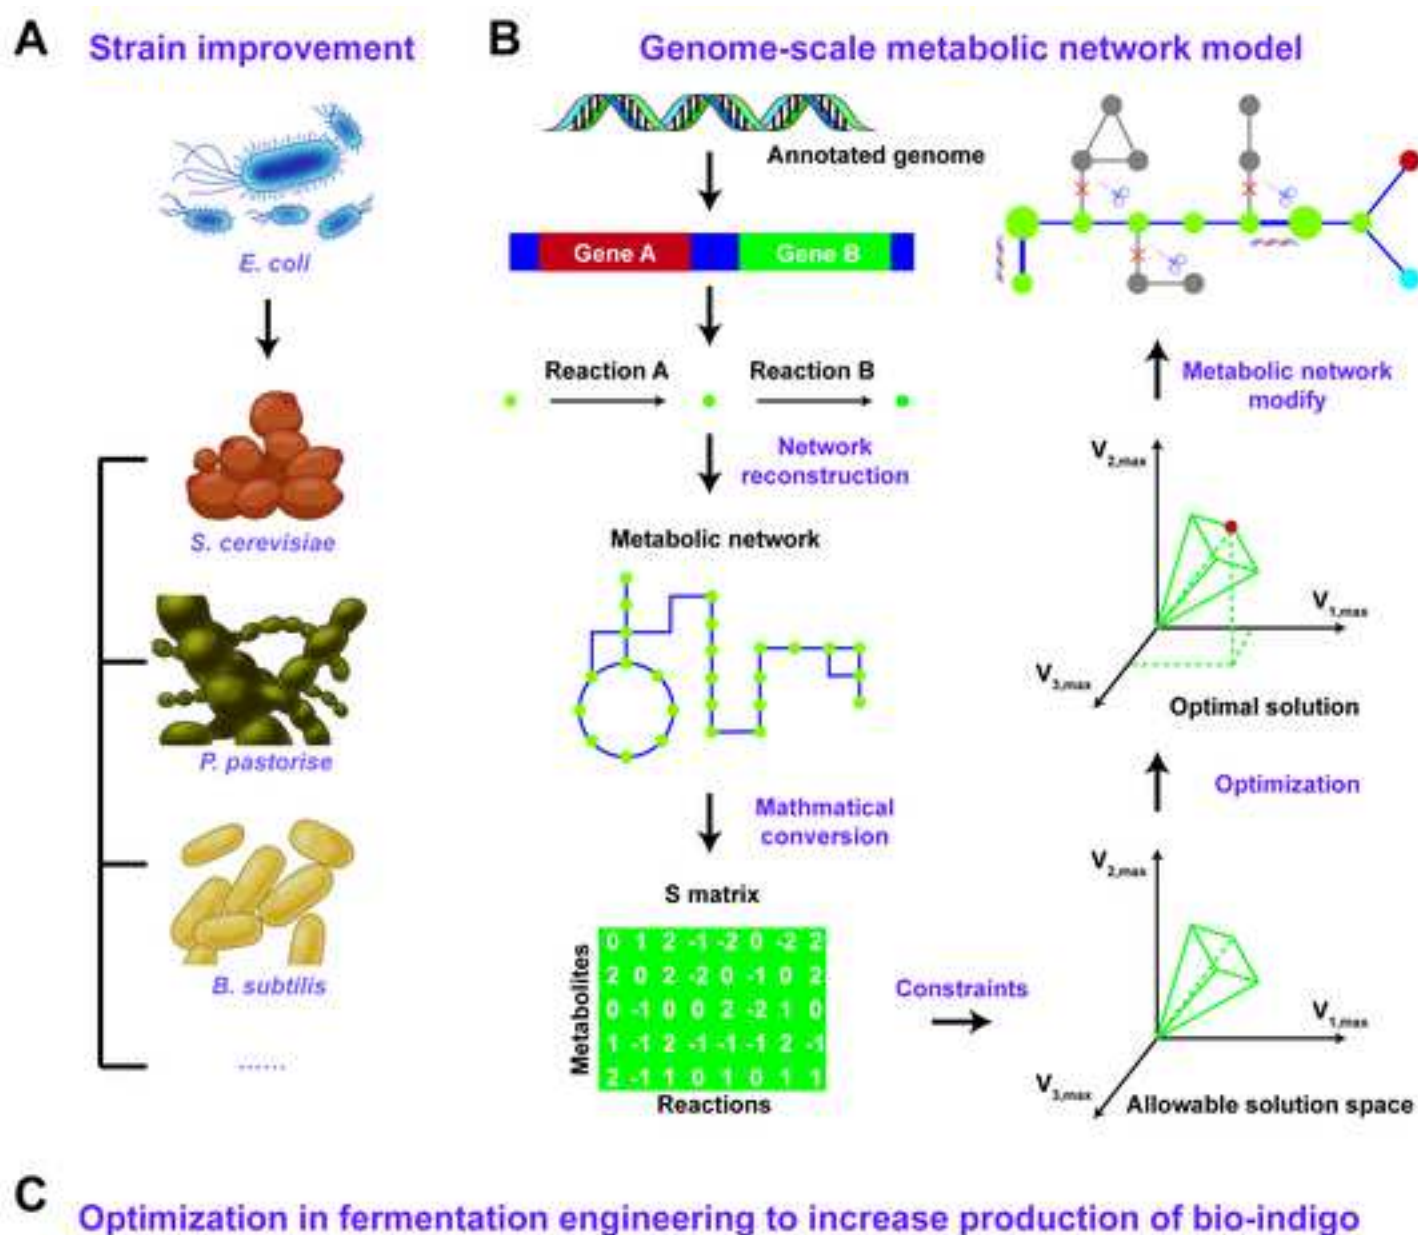 A
Strain improvement
E. coli
S. cerevisiae
P. pastorise
B. subtilis
......
B
Genome-scale metabolic network model
Annotated genome
Gene A
Gene B
Reaction A
Reaction B
Network
reconstruction
Metabolic network
Mathmatical
conversion
S matrix
Metabolites
0 1 2 -1 -2 0 -2 2
2 0 2 -2 0 -1 0 2
0 -1 0 0 2 -2 1 0
1 -1 2 -1 -1 -1 2 -1
2 -1 1 0 1 0 1 1
Reactions
Constraints
V2,max
V1,max
V3,max
Allowable solution space
Optimization
V2,max
V1,max
V3,max
Optimal solution
Metabolic network
modify
C
Optimization in fermentation engineering to increase production of bio-indigo